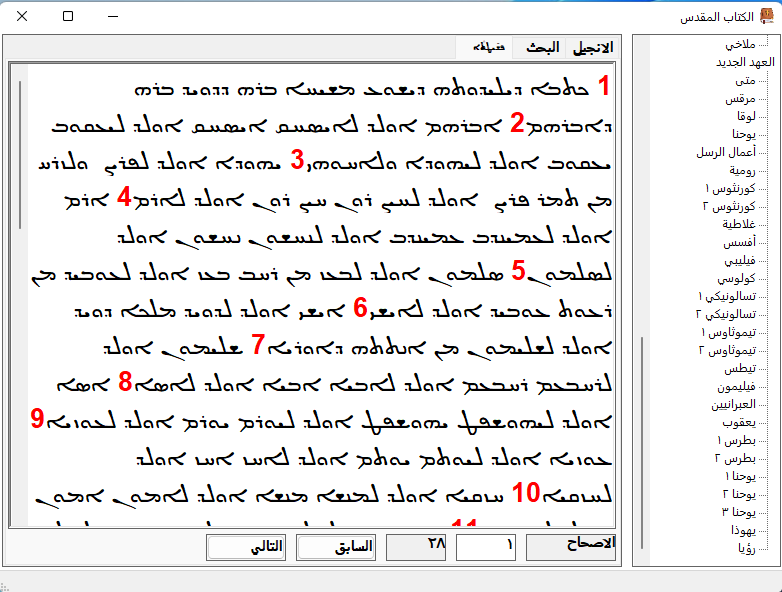 الكتاب المقدس
ملاخي
العهد الجديد
متى
مرقس
لوقا
يوحنا
أعمال الرسل
رومية
كورنثوس ١
كورنثوس ٢
غلاطية
أفسس
فيليبي
كولوسي
تسالونيكي ١
تسالونيكي ٢
تيموثاوس ١
تيموثاوس ٢
تيطس
فيليمون
العبرانيين
يعقوب
بطرس ١
بطرس ٢
يوحنا ١
يوحنا ٢
يوحنا ٣
يهوذا
رؤيا
الانجيل البحث
1 ܟܬܒܐ ܕܝܠܝܕܘܬܗ ܕܝܫܘܥ ܡܫܝܚܐ ܒܪܗ ܕܕܘܝܕ ܒܪܗ
ܕܐܒܪܗܡ 2 ܐܒܪܗܡ ܐܘܠܕ ܠܐܝܣܚܩ ܐܝܣܚܩ ܐܘܠܕ ܠܝܥܩܘܒ
ܝܥܩܘܒ ܐܘܠܕ ܠܝܗܘܕܐ ܘܠܐܚܘܗܝ 3 ܝܗܘܕܐ ܐܘܠܕ ܠܦܪܨ ܘܠܙܪܚ
ܡܢ ܬܡܪ ܦܪܨ ܐܘܠܕ ܠܚܨܪܘܢ ܚܨܪܘܢ ܐܘܠܕ ܠܐܪܡ 4 ܐܪܡ
ܐܘܠܕ ܠܥܡܝܢܕܒ ܥܡܝܢܕܒ ܐܘܠܕ ܠܢܚܫܘܢ ܢܚܫܘܢ ܐܘܠܕ
ܠܣܠܡܘܢ 5 ܣܠܡܘܢ ܐܘܠܕ ܠܒܥܙ ܡܢ ܪܚܒ ܒܥܙ ܐܘܠܕ ܠܥܘܒܝܕ ܡܢ
ܪܥܘܬ ܥܘܒܝܕ ܐܘܠܕ ܠܐܝܫܝ 6 ܐܝܫܝ ܐܘܠܕ ܠܕܘܝܕ ܡܠܟܐ ܕܘܝܕ
ܐܘܠܕ ܠܫܠܝܡܘܢ ܡܢ ܐܢܬܬܗ ܕܐܘܪܝܐ 7 ܫܠܝܡܘܢ ܐܘܠܕ
ܠܪܚܒܥܡ ܪܚܒܥܡ ܐܘܠܕ ܠܐܒܝܐ ܐܒܝܐ ܐܘܠܕ ܠܐܣܐ 8 ܐܣܐ
ܐܘܠܕ ܠܝܗܘܫܦܛ ܝܗܘܫܦܛ ܐܘܠܕ ܠܝܘܪܡ ܝܘܪܡ ܐܘܠܕ ܠܥܘܙܝܐ 9
ܥܘܙܝܐ ܐܘܠܕ ܠܝܘܬܡ ܝܘܬܡ ܐܘܠܕ ܠܐܚܙ ܐܚܙ ܐܘܠܕ
ܠܚܙܩܝܐ 10 ܚܙܩܝܐ ܐܘܠܕ ܠܡܢܫܐ ܡܢܫܐ ܐܘܠܕ ܠܐܡܘܢ ܐܡܘܢ
11
الاصحاح ١ ٢٨ السابق التالي